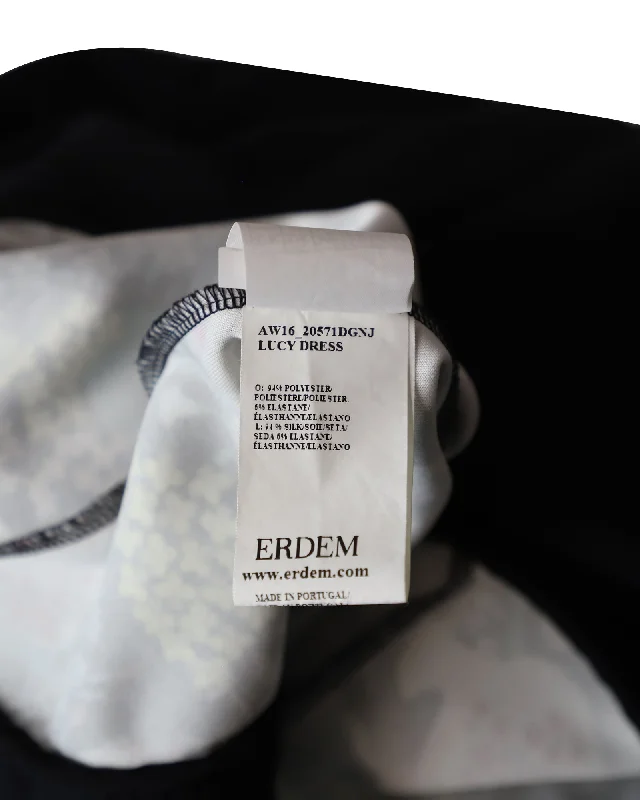 AW16_20571DGNJ
LUCY DRESS
O: 94% POLYESTER/
POLIESTERE/POLIESTER
6% ELASTANE/
ÉLASTHANNE/ELASTANO
L: 94 % SILK/SOIE/SETA/
SEDA 6% ELASTANE/
ÉLASTHANNE/ELASTANO
ERDEM
www.erdem.com
MADE IN PORTUGAL/